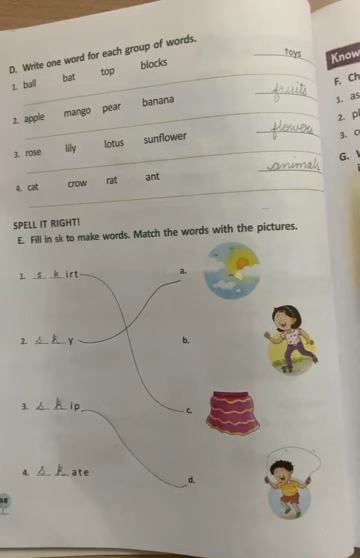 D. Write one word for each group of words.
1. ball bat top blocks toys
2. apple mango pear banana fruits
3. rose lily lotus sunflower flowers
4. cat crow rat ant animals
SPELL IT RIGHT!
E. Fill in sk to make words. Match the words with the pictures.
1. s k irt a.
2. s k y b.
3. s k ip c.
4. s k ate d.
Know
F. Ch
1. as
2. pl
3. c
G.